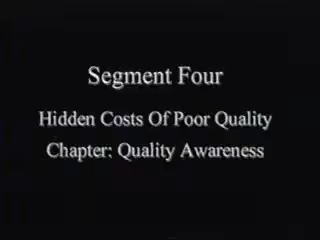 Segment Four
Hidden Costs Of Poor Quality
Chapter: Quality Awareness